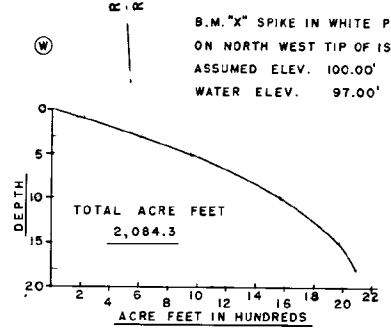 R. R
B.M. "X" SPIKE IN WHITE P
ON NORTH WEST TIP OF IS
ASSUMED ELEV. 100.00'
WATER ELEV. 97.00'
W
0
5
10
15
20
DEPTH
TOTAL ACRE FEET
2,084.3
2 4 6 8 10 12 14 16 18 20 22
ACRE FEET IN HUNDREDS